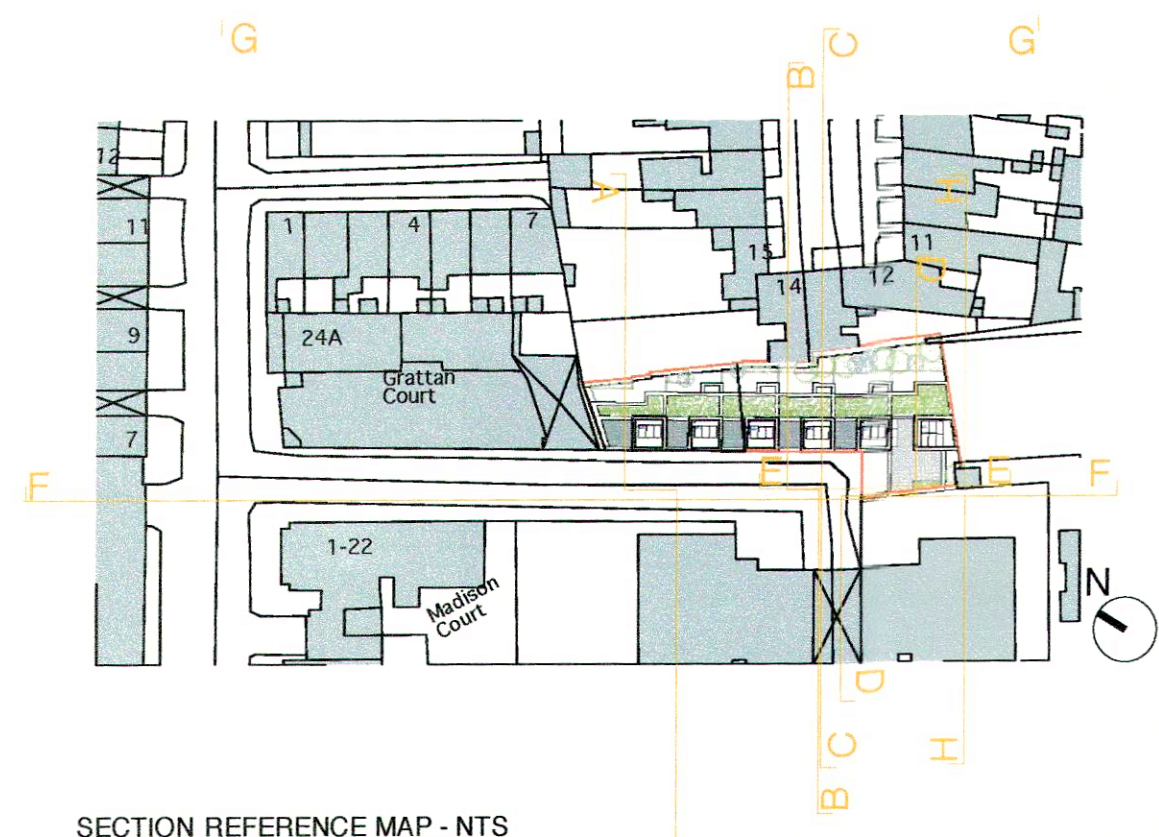 G
G
C
B
12
A
H
11
1
4
7
15
11
D
14
12
9
24A
Grattan
Court
7
E
E
F
F
1-22
Madison
Court
N
D
C
H
B
SECTION REFERENCE MAP - NTS